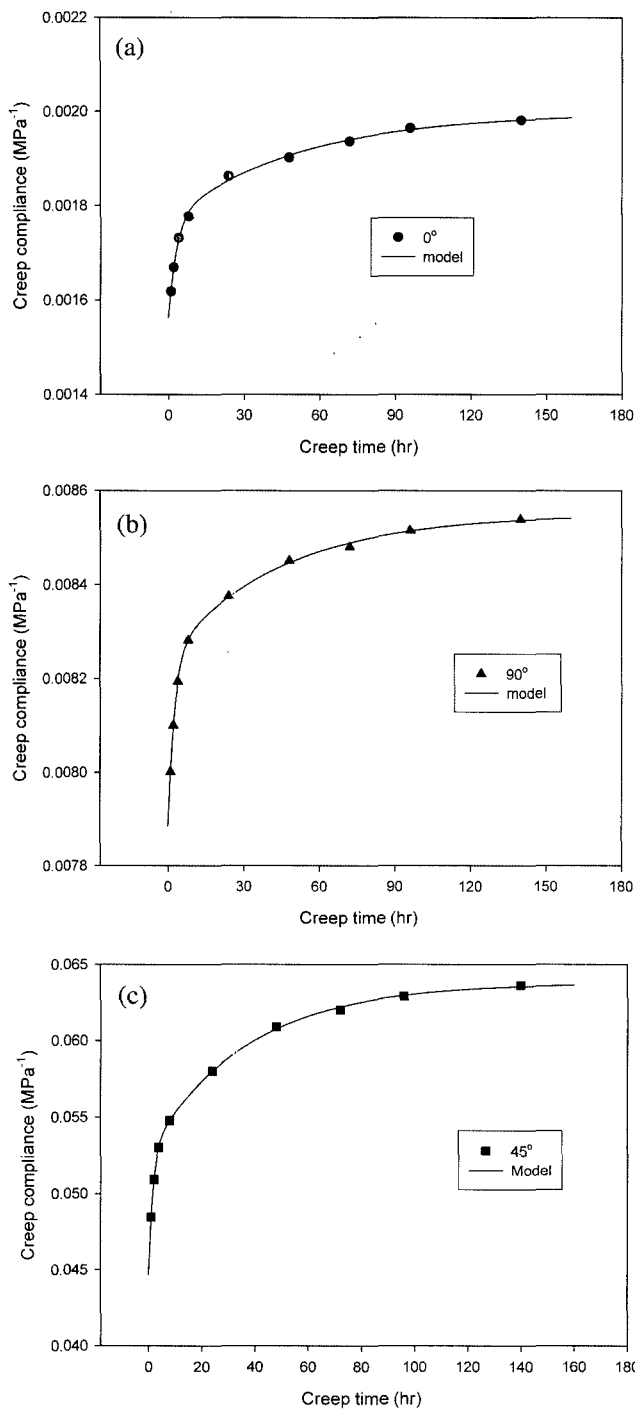 (a)
Creep compliance (MPa⁻¹)
0.0022
0.0020
0.0018
0.0016
0.0014
0°
model
0 30 60 90 120 150 180
Creep time (hr)
(b)
Creep compliance (MPa⁻¹)
0.0086
0.0084
0.0082
0.0080
0.0078
90°
model
0 30 60 90 120 150 180
Creep time (hr)
(c)
Creep compliance (MPa⁻¹)
0.065
0.060
0.055
0.050
0.045
0.040
45°
Model
0 20 40 60 80 100 120 140 160 180
Creep time (hr)